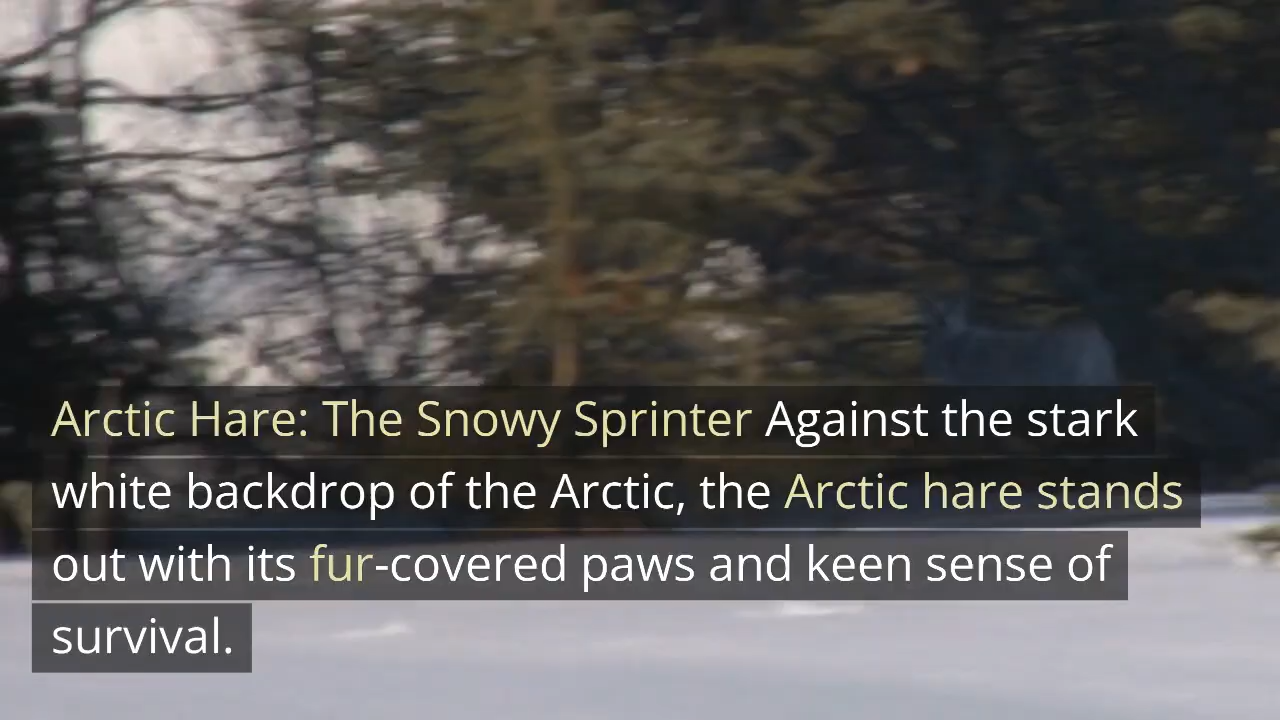 Arctic Hare: The Snowy Sprinter Against the stark
white backdrop of the Arctic, the Arctic hare stands
out with its fur-covered paws and keen sense of
survival.